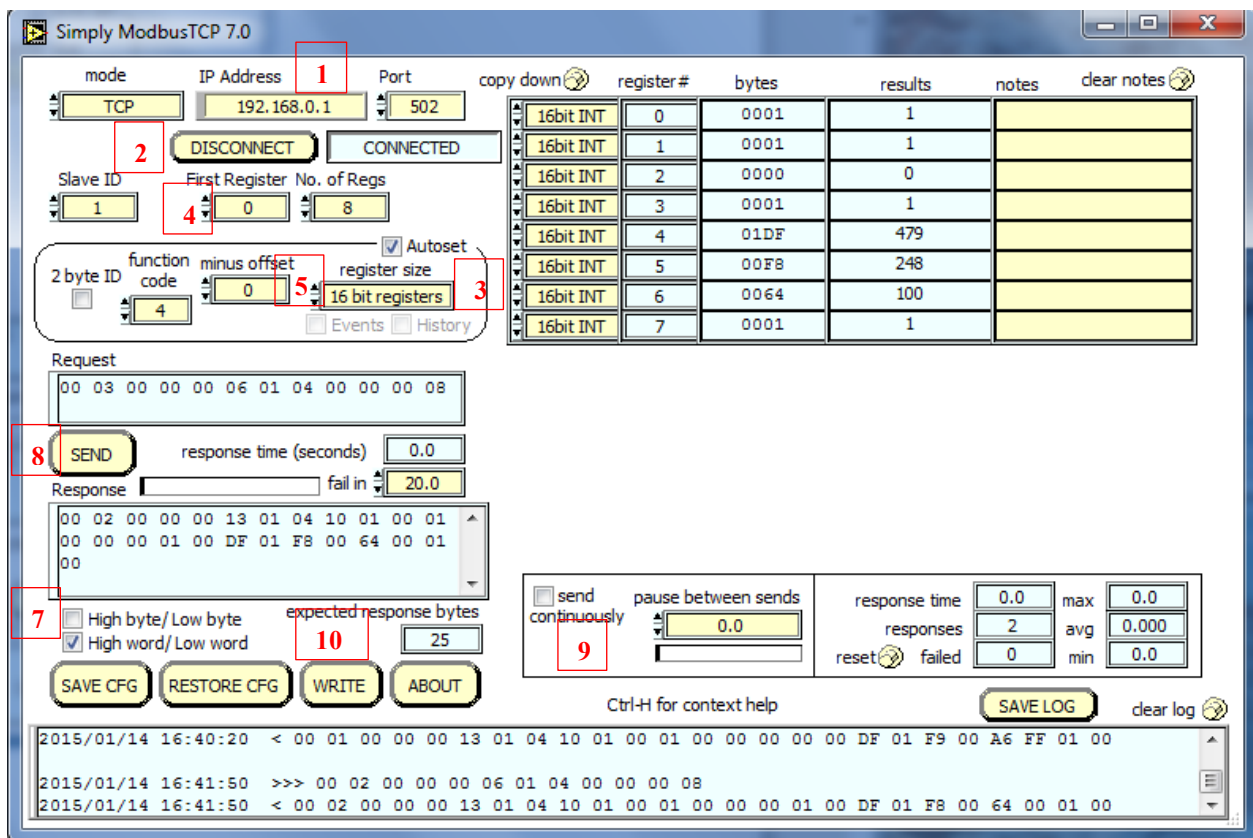 Simply ModbusTCP 7.0
mode IP Address 1 Port
TCP 192.168.0.1 502
2 DISCONNECT CONNECTED
Slave ID First Register No. of Regs
1 4 0 8
Autoset
2 byte ID function code minus offset register size
4 0 5 16 bit registers 3
Events History
copy down register # bytes results notes clear notes
16bit INT 0 0001 1
16bit INT 1 0001 1
16bit INT 2 0000 0
16bit INT 3 0001 1
16bit INT 4 01DF 479
16bit INT 5 00F8 248
16bit INT 6 0064 100
16bit INT 7 0001 1
Request
00 03 00 00 00 06 01 04 00 00 00 08
8 SEND response time (seconds) 0.0
Response fail in 20.0
00 02 00 00 00 13 01 04 10 01 00 01
00 00 00 01 00 DF 01 F8 00 64 00 01
00
7 High byte/ Low byte expected response bytes
High word/ Low word 10 25
SAVE CFG RESTORE CFG WRITE ABOUT
send continuously pause between sends
9 0.0
response time 0.0 max 0.0
responses 2 avg 0.000
reset failed 0 min 0.0
Ctrl-H for context help SAVE LOG clear log
2015/01/14 16:40:20 < 00 01 00 00 00 13 01 04 10 01 00 01 00 00 00 00 00 DF 01 F9 00 A6 FF 01 00
2015/01/14 16:41:50 >>> 00 02 00 00 00 06 01 04 00 00 00 08
2015/01/14 16:41:50 < 00 02 00 00 00 13 01 04 10 01 00 01 00 00 00 01 00 DF 01 F8 00 64 00 01 00